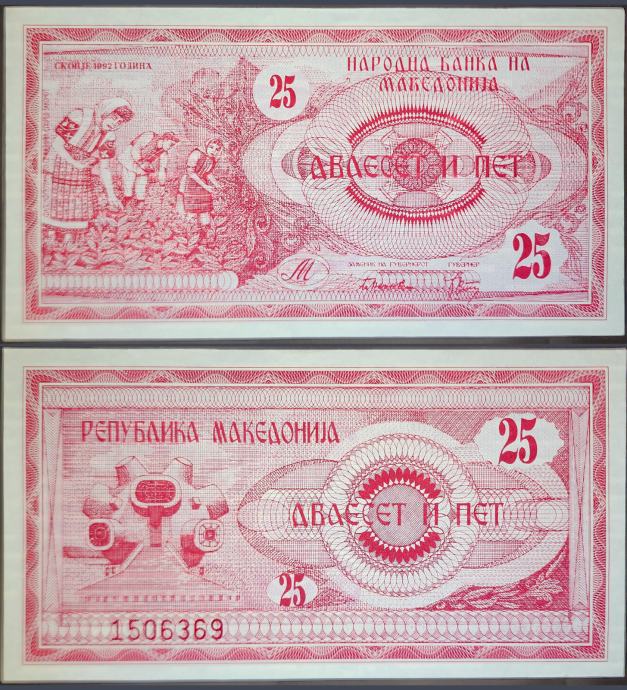 СКОПЈЕ 1992 ГОДИНА
25
НАРОДНА БАНКА НА
МАКЕДОНИЈА
ДВАЕСЕТ И ПЕТ
М
ЗАМЕНИК НА ГУВЕРНЕРОТ ГУВЕРНЕР
25
РЕПУБЛИКА МАКЕДОНИЈА
25
ДВАЕСЕТ И ПЕТ
25
1506369